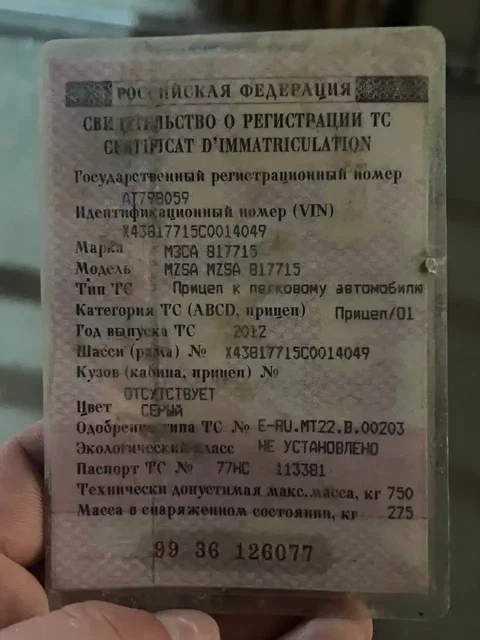 РОССИЙСКАЯ ФЕДЕРАЦИЯ
СВИДЕТЕЛЬСТВО О РЕГИСТРАЦИИ ТС
CERTIFICAT D'IMMATRICULATION
Государственный регистрационный номер
АТ798059
Идентификационный номер (VIN)
X43817715C0014049
Марка МЗСА 817715
Модель MZSA MZSA 817715
Тип ТС Прицеп к легковому автомобилю
Категория ТС (ABCD, прицеп) Прицеп/01
Год выпуска ТС 2012
Шасси (рама) № X43817715C0014049
Кузов (кабина, прицеп) №
ОТСУТСТВУЕТ
Цвет СЕРЫЙ
Одобрение типа ТС № E-RU.MT22.B.00203
Экологический класс НЕ УСТАНОВЛЕНО
Паспорт ТС № 77НС 113381
Технически допустимая макс. масса, кг 750
Масса в снаряженном состоянии, кг 275
99 36 126077